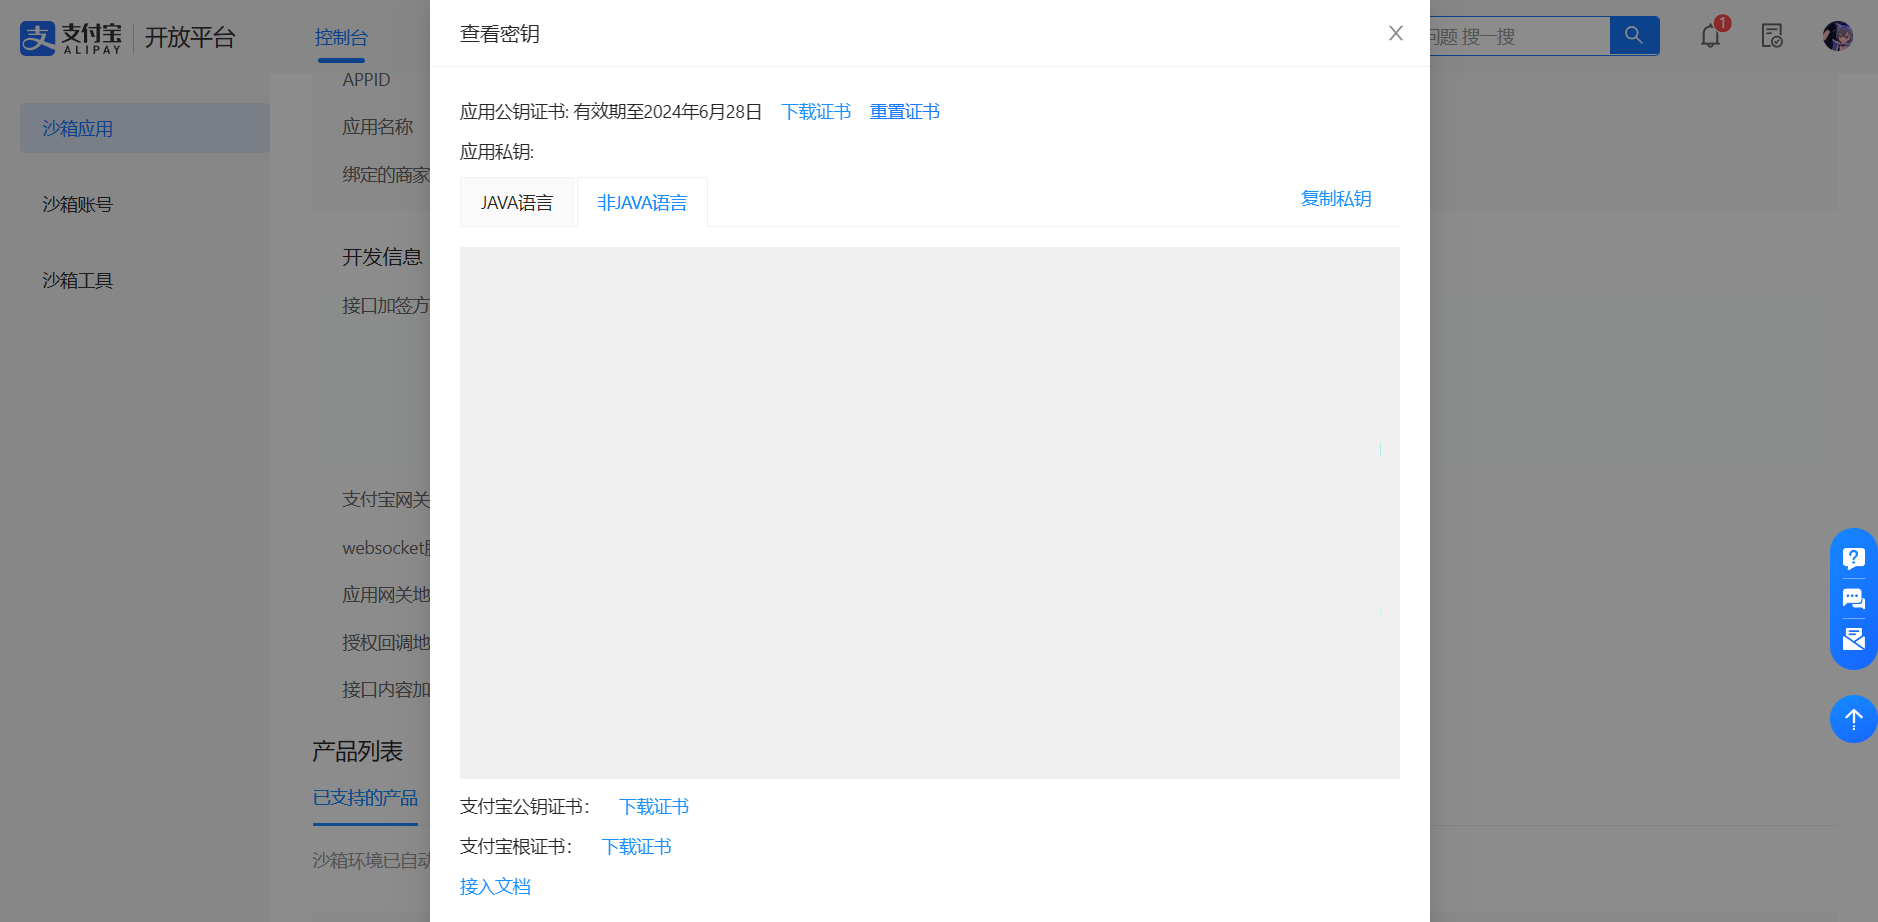 支付宝
ALIPAY
开放平台
控制台
问题 搜一搜
1
沙箱应用
沙箱账号
沙箱工具
APPID
应用名称
绑定的商家
开发信息
接口加签方
支付宝网关
websocket
应用网关地
授权回调地
接口内容加
产品列表
已支持的产品
沙箱环境已自动
查看密钥
应用公钥证书: 有效期至2024年6月28日 下载证书 重置证书
应用私钥:
JAVA语言 非JAVA语言 复制私钥
支付宝公钥证书： 下载证书
支付宝根证书： 下载证书
接入文档